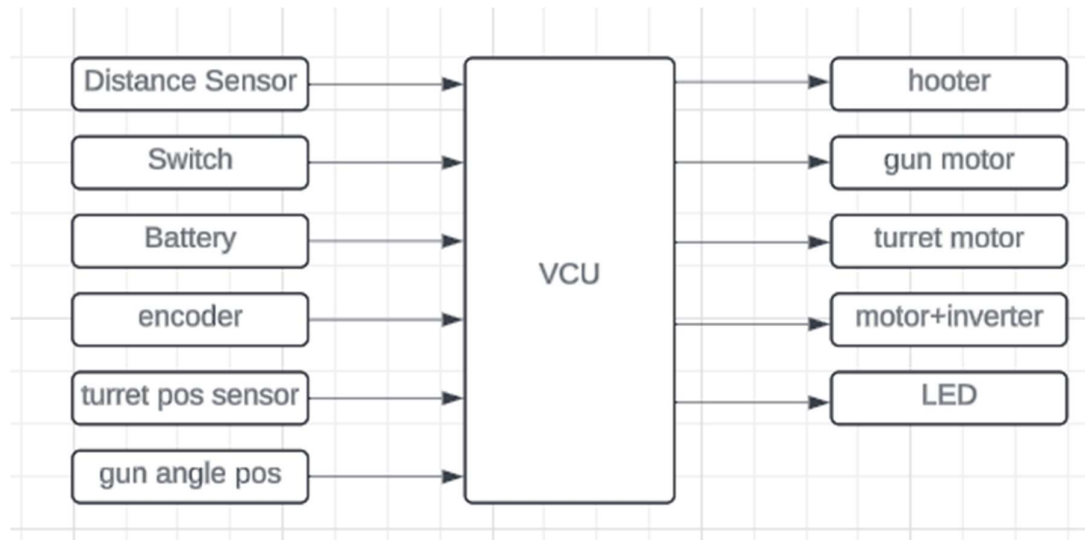 Distance Sensor
Switch
Battery
encoder
turret pos sensor
gun angle pos
VCU
hooter
gun motor
turret motor
motor+inverter
LED